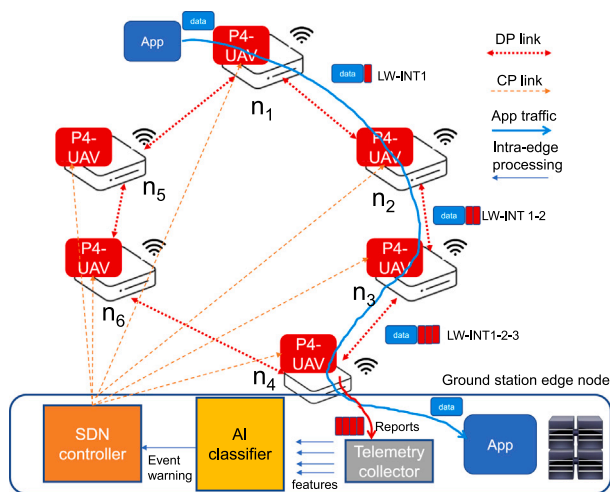 data
App
P4-
UAV
n1
data
LW-INT1
DP link
CP link
App traffic
Intra-edge
processing
P4-
UAV
n5
P4-
UAV
n2
data
LW-INT 1-2
P4-
UAV
n6
P4-
UAV
n3
data
LW-INT1-2-3
P4-
UAV
n4
Ground station edge node
data
SDN
controller
Event
warning
AI
classifier
features
Reports
Telemetry
collector
App